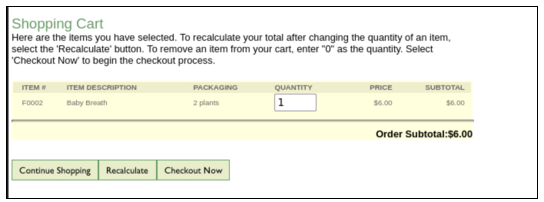 Shopping Cart
Here are the items you have selected. To recalculate your total after changing the quantity of an item,
select the 'Recalculate' button. To remove an item from your cart, enter "0" as the quantity. Select
'Checkout Now' to begin the checkout process.
ITEM # ITEM DESCRIPTION PACKAGING QUANTITY PRICE SUBTOTAL
F0002 Baby Breath 2 plants 1 $6.00 $6.00
Order Subtotal:$6.00
Continue Shopping Recalculate Checkout Now